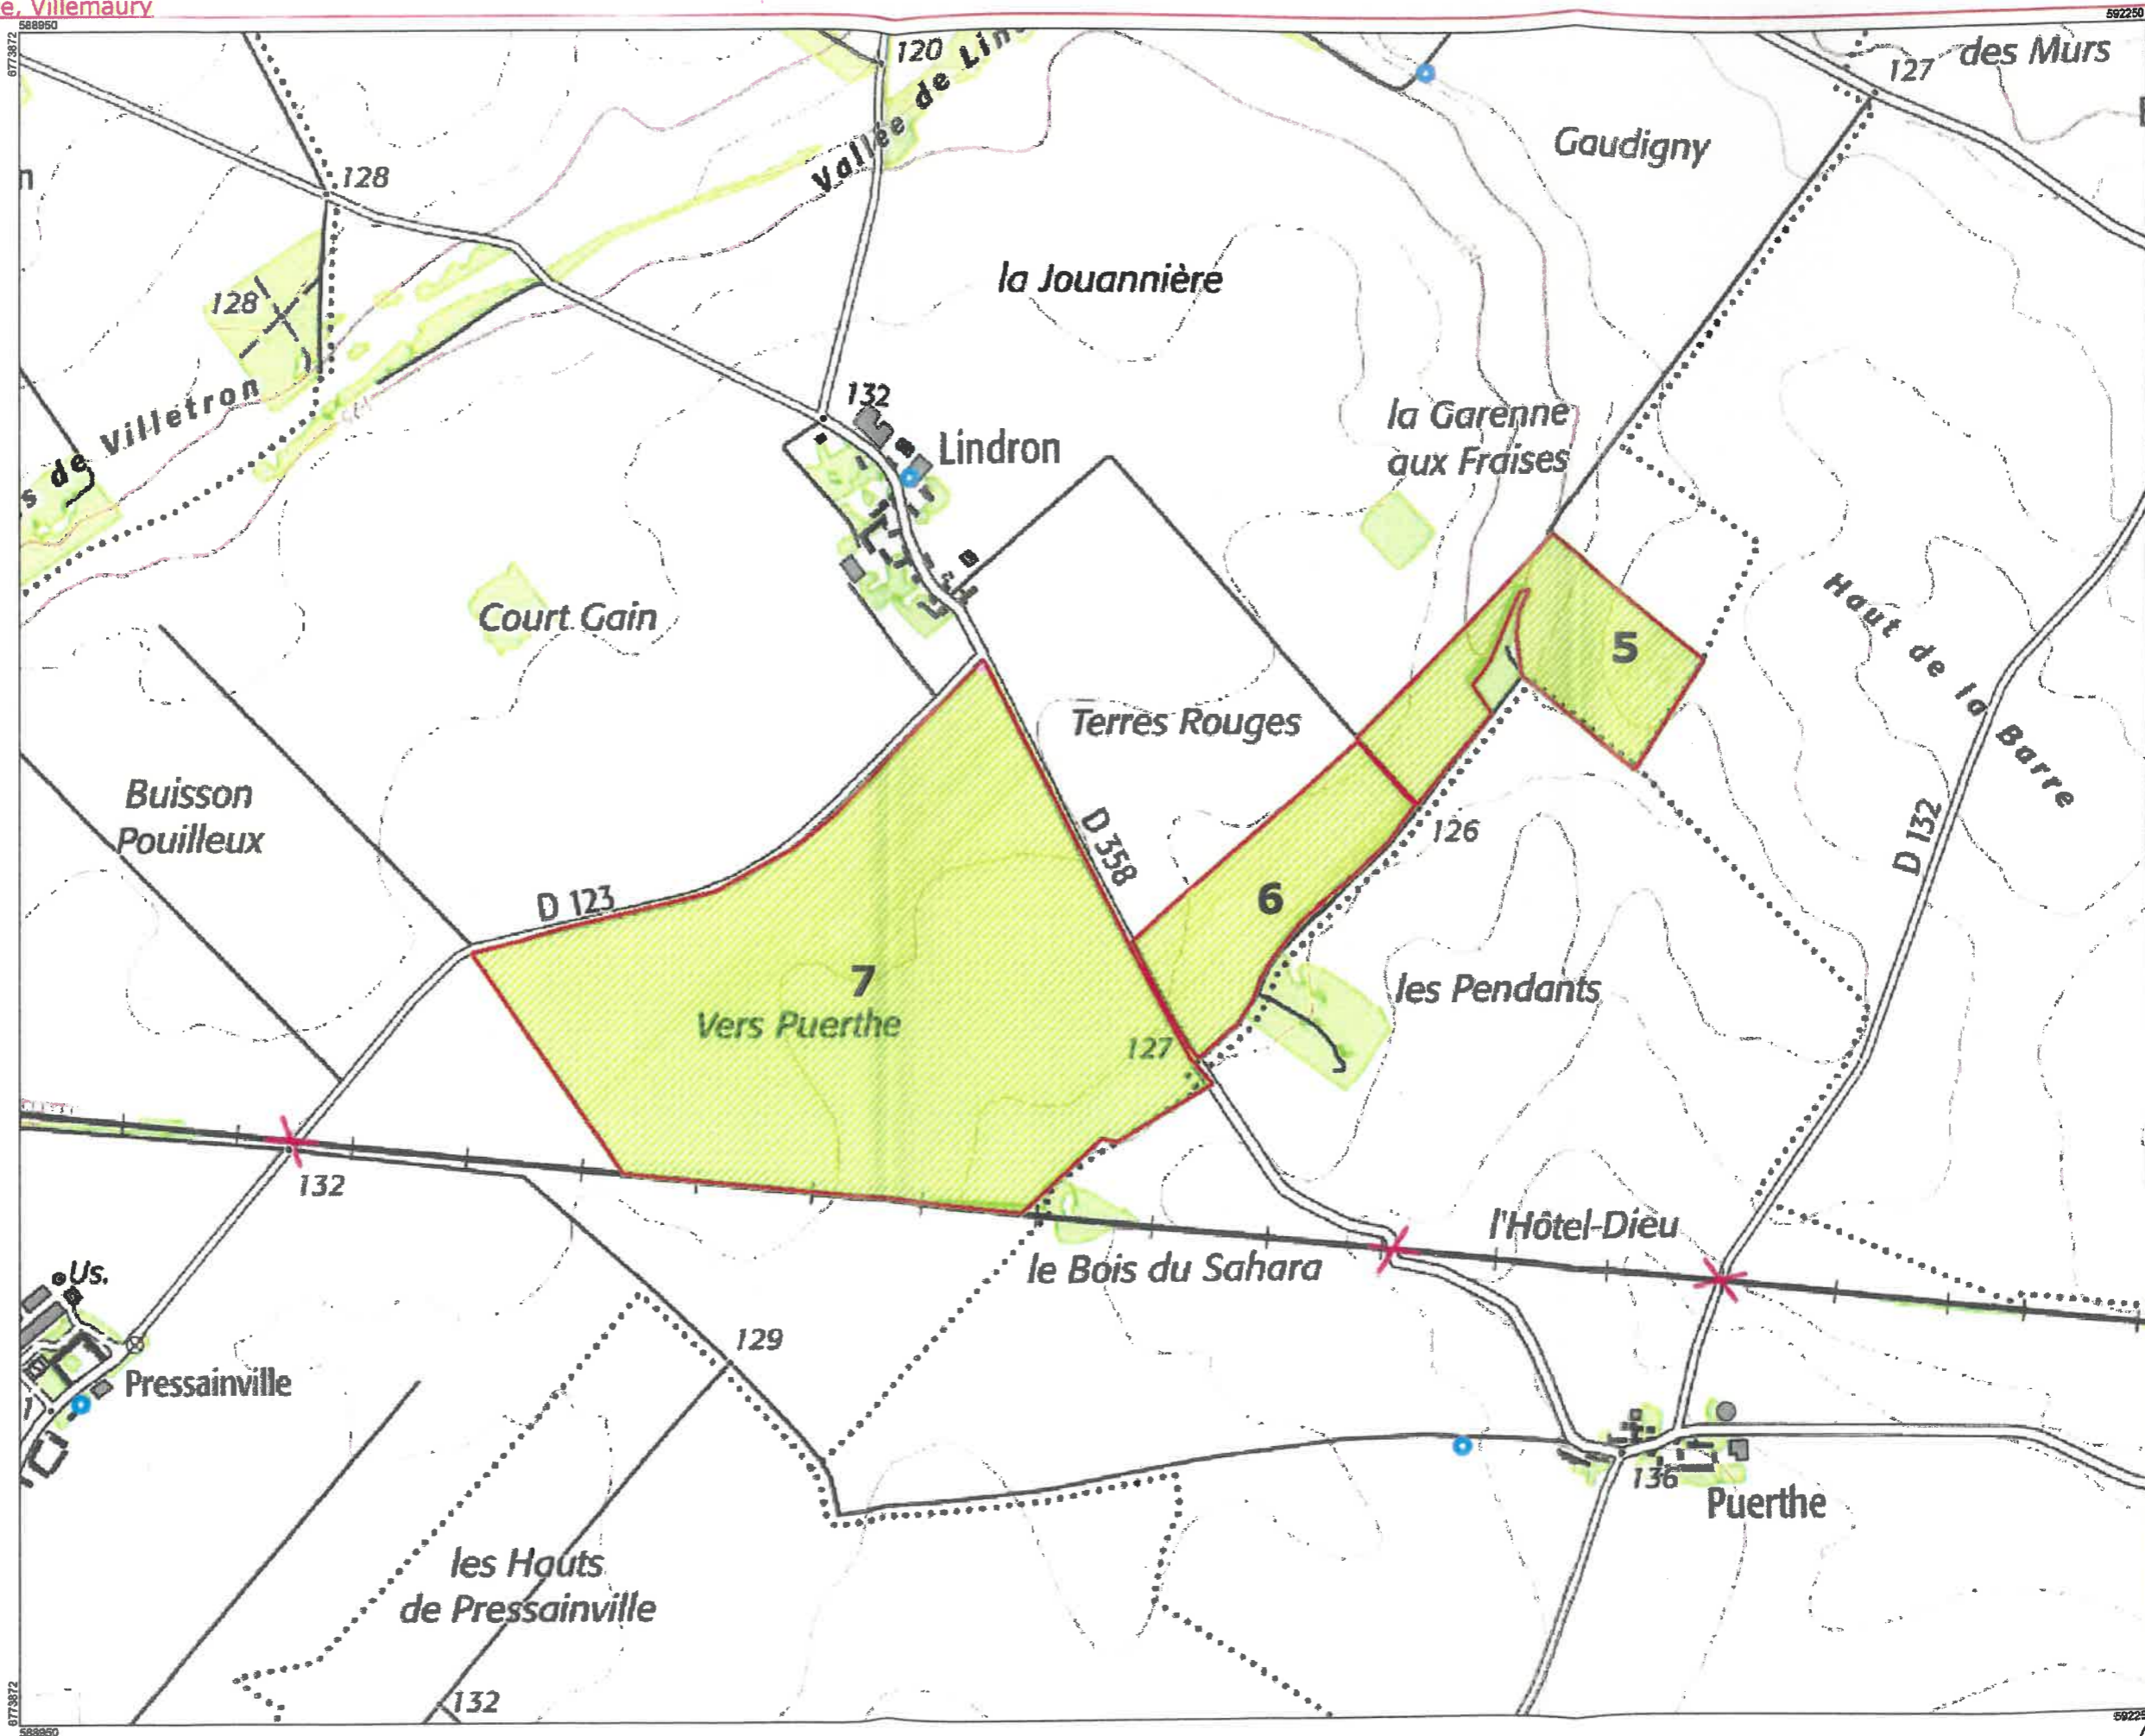 e, Villemaury
588950
592250
6773872
120
Vallée de Lin
127
des Murs
Gaudigny
n
128
128
la Jouannière
s de Villetron
132
Lindron
la Garenne
aux Fraises
Court Gain
5
Haut de la Barre
Terres Rouges
Buisson
Pouilleux
D 358
126
D 132
D 123
6
7
Vers Puerthe
les Pendants
127
132
l'Hôtel-Dieu
le Bois du Sahara
Us.
129
Pressainville
136
Puerthe
les Hauts
de Pressainville
132
6773872
588950